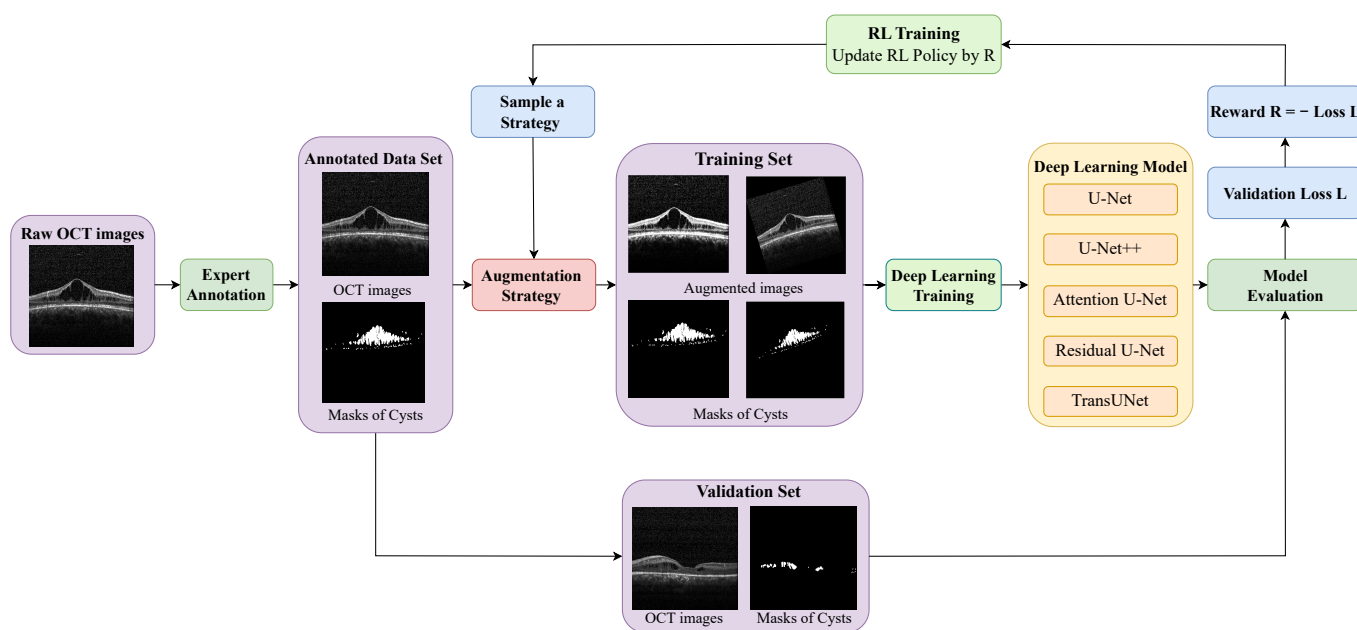 RL Training
Update RL Policy by R
Sample a
Strategy
Reward R = − Loss L
Annotated Data Set
Training Set
Deep Learning Model
Validation Loss L
U-Net
Raw OCT images
U-Net++
Expert
Annotation
OCT images
Augmentation
Strategy
Augmented images
Deep Learning
Training
Attention U-Net
Model
Evaluation
Residual U-Net
TransUNet
Masks of Cysts
Masks of Cysts
Validation Set
OCT images
Masks of Cysts